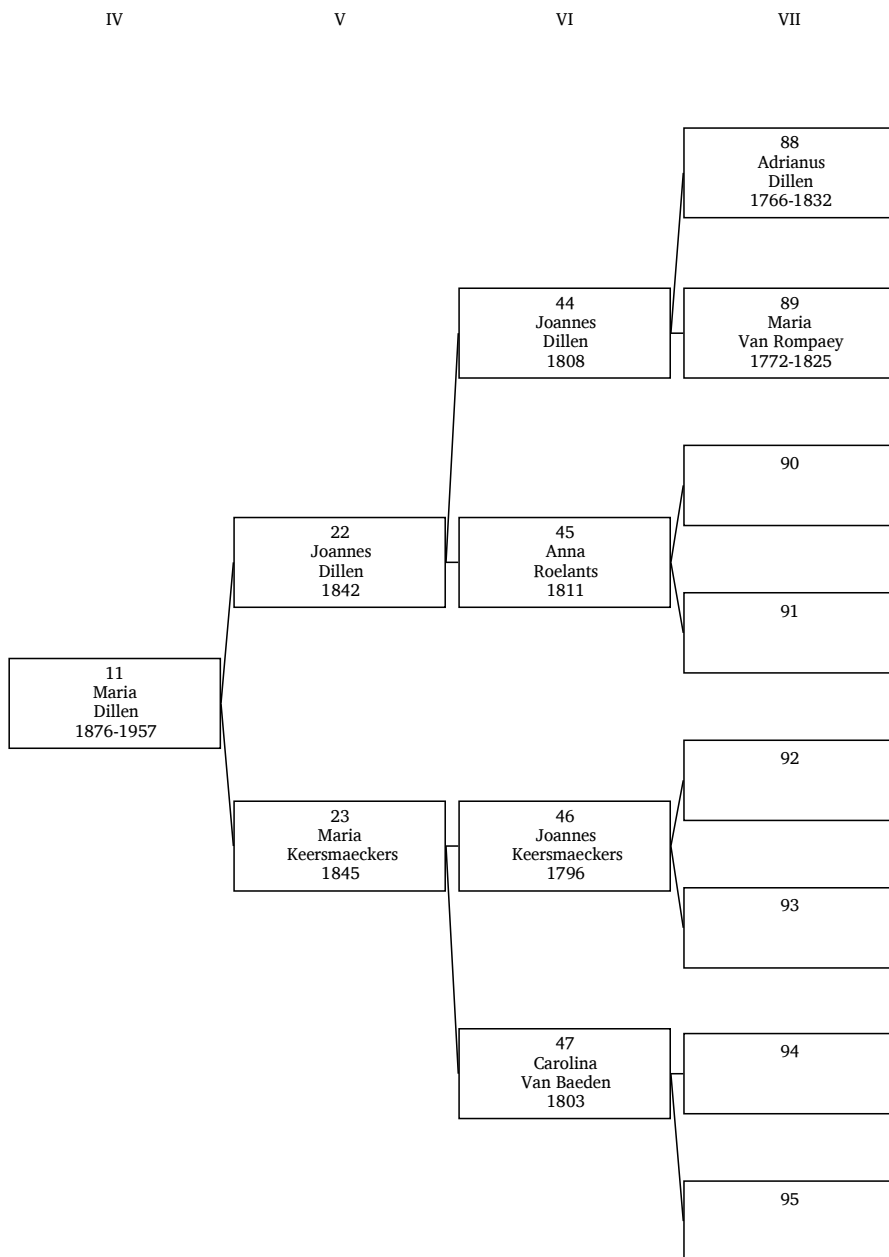 IV V VI VII
88
Adrianus
Dillen
1766-1832
44
Joannes
Dillen
1808
89
Maria
Van Rompaey
1772-1825
90
22
Joannes
Dillen
1842
45
Anna
Roelants
1811
91
11
Maria
Dillen
1876-1957
92
23
Maria
Keersmaeckers
1845
46
Joannes
Keersmaeckers
1796
93
47
Carolina
Van Baeden
1803
94
95